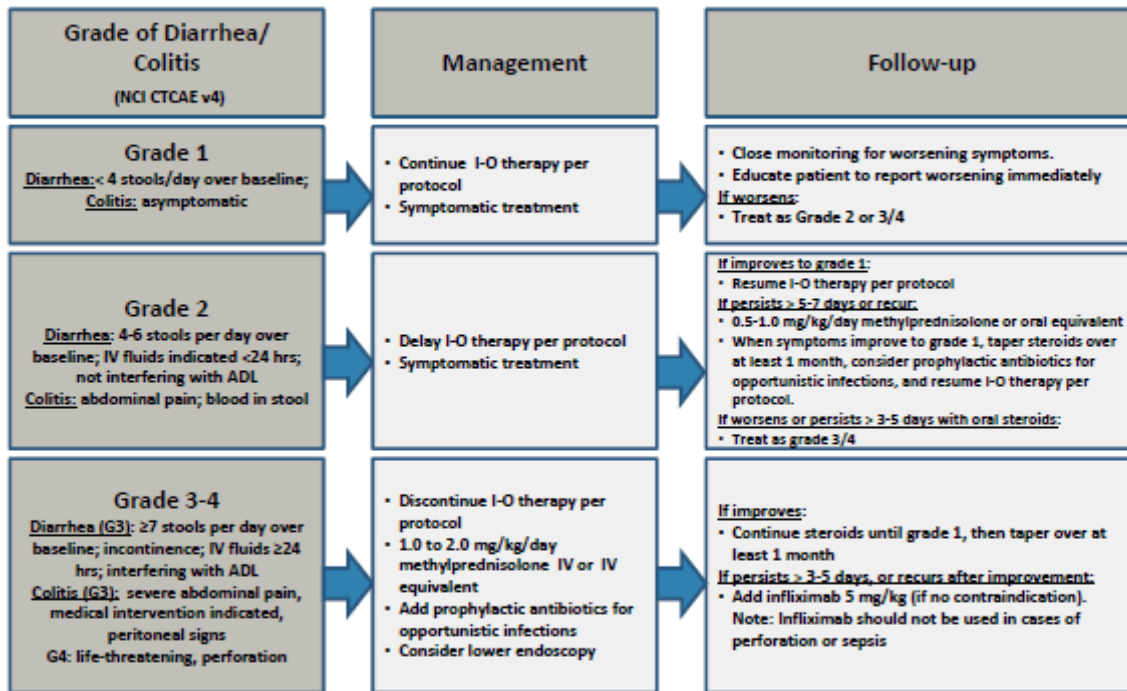 Grade of Diarrhea/
Colitis
(NCI CTCAE v4)
Management
Follow-up
Grade 1
Diarrhea:< 4 stools/day over baseline;
Colitis: asymptomatic
• Continue I-O therapy per
protocol
• Symptomatic treatment
• Close monitoring for worsening symptoms.
• Educate patient to report worsening immediately
If worsens:
• Treat as Grade 2 or 3/4
Grade 2
Diarrhea: 4-6 stools per day over
baseline; IV fluids indicated <24 hrs;
not interfering with ADL
Colitis: abdominal pain; blood in stool
• Delay I-O therapy per protocol
• Symptomatic treatment
If improves to grade 1:
• Resume I-O therapy per protocol
If persists > 5-7 days or recur:
• 0.5-1.0 mg/kg/day methylprednisolone or oral equivalent
• When symptoms improve to grade 1, taper steroids over
at least 1 month, consider prophylactic antibiotics for
opportunistic infections, and resume I-O therapy per
protocol.
If worsens or persists > 3-5 days with oral steroids:
• Treat as grade 3/4
Grade 3-4
Diarrhea (G3): ≥7 stools per day over
baseline; incontinence; IV fluids ≥24
hrs; interfering with ADL
Colitis (G3): severe abdominal pain,
medical intervention indicated,
peritoneal signs
G4: life-threatening, perforation
• Discontinue I-O therapy per
protocol
• 1.0 to 2.0 mg/kg/day
methylprednisolone IV or IV
equivalent
• Add prophylactic antibiotics for
opportunistic infections
• Consider lower endoscopy
If improves:
• Continue steroids until grade 1, then taper over at
least 1 month
If persists > 3-5 days, or recurs after improvement:
• Add infliximab 5 mg/kg (if no contraindication).
Note: Infliximab should not be used in cases of
perforation or sepsis